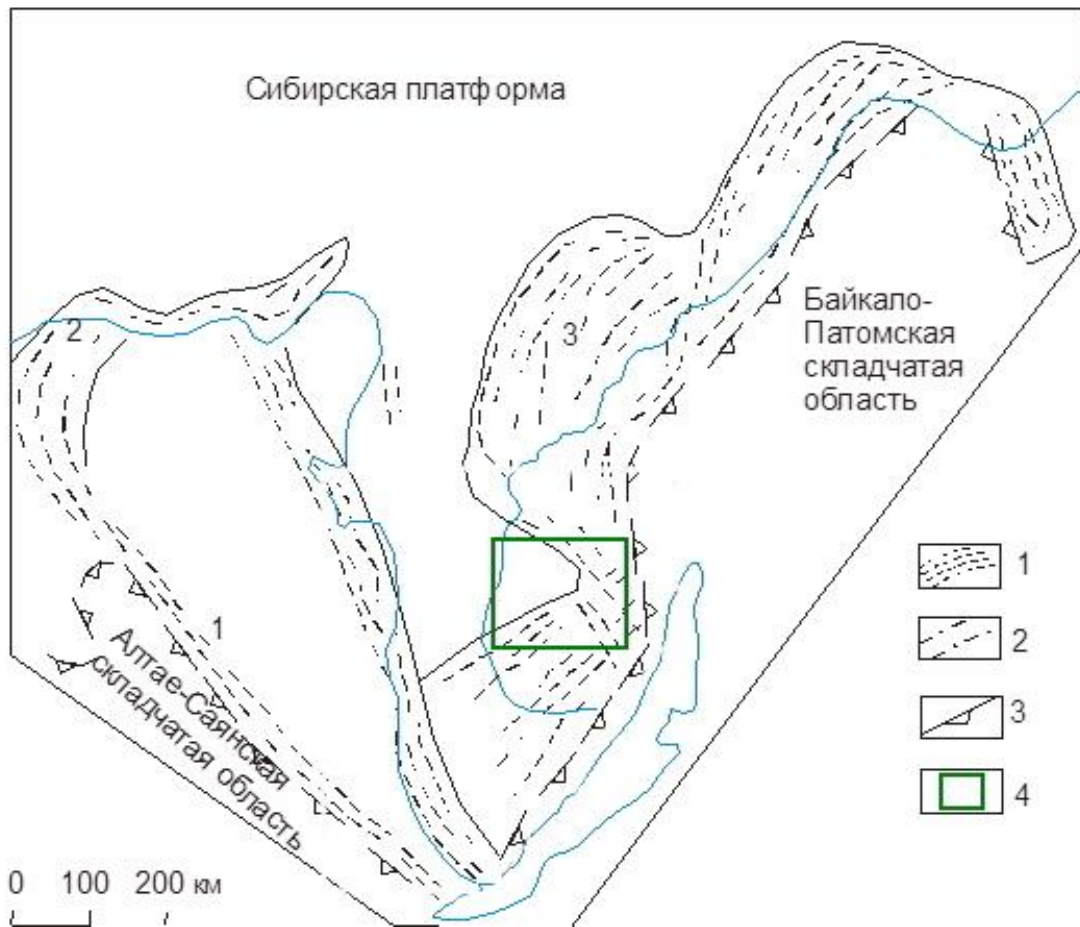 Сибирская платформа
2
3
Байкало-
Патомская
складчатая
область
1
Алтае-Саянская
складчатая область
1
2
3
4
0 100 200 км